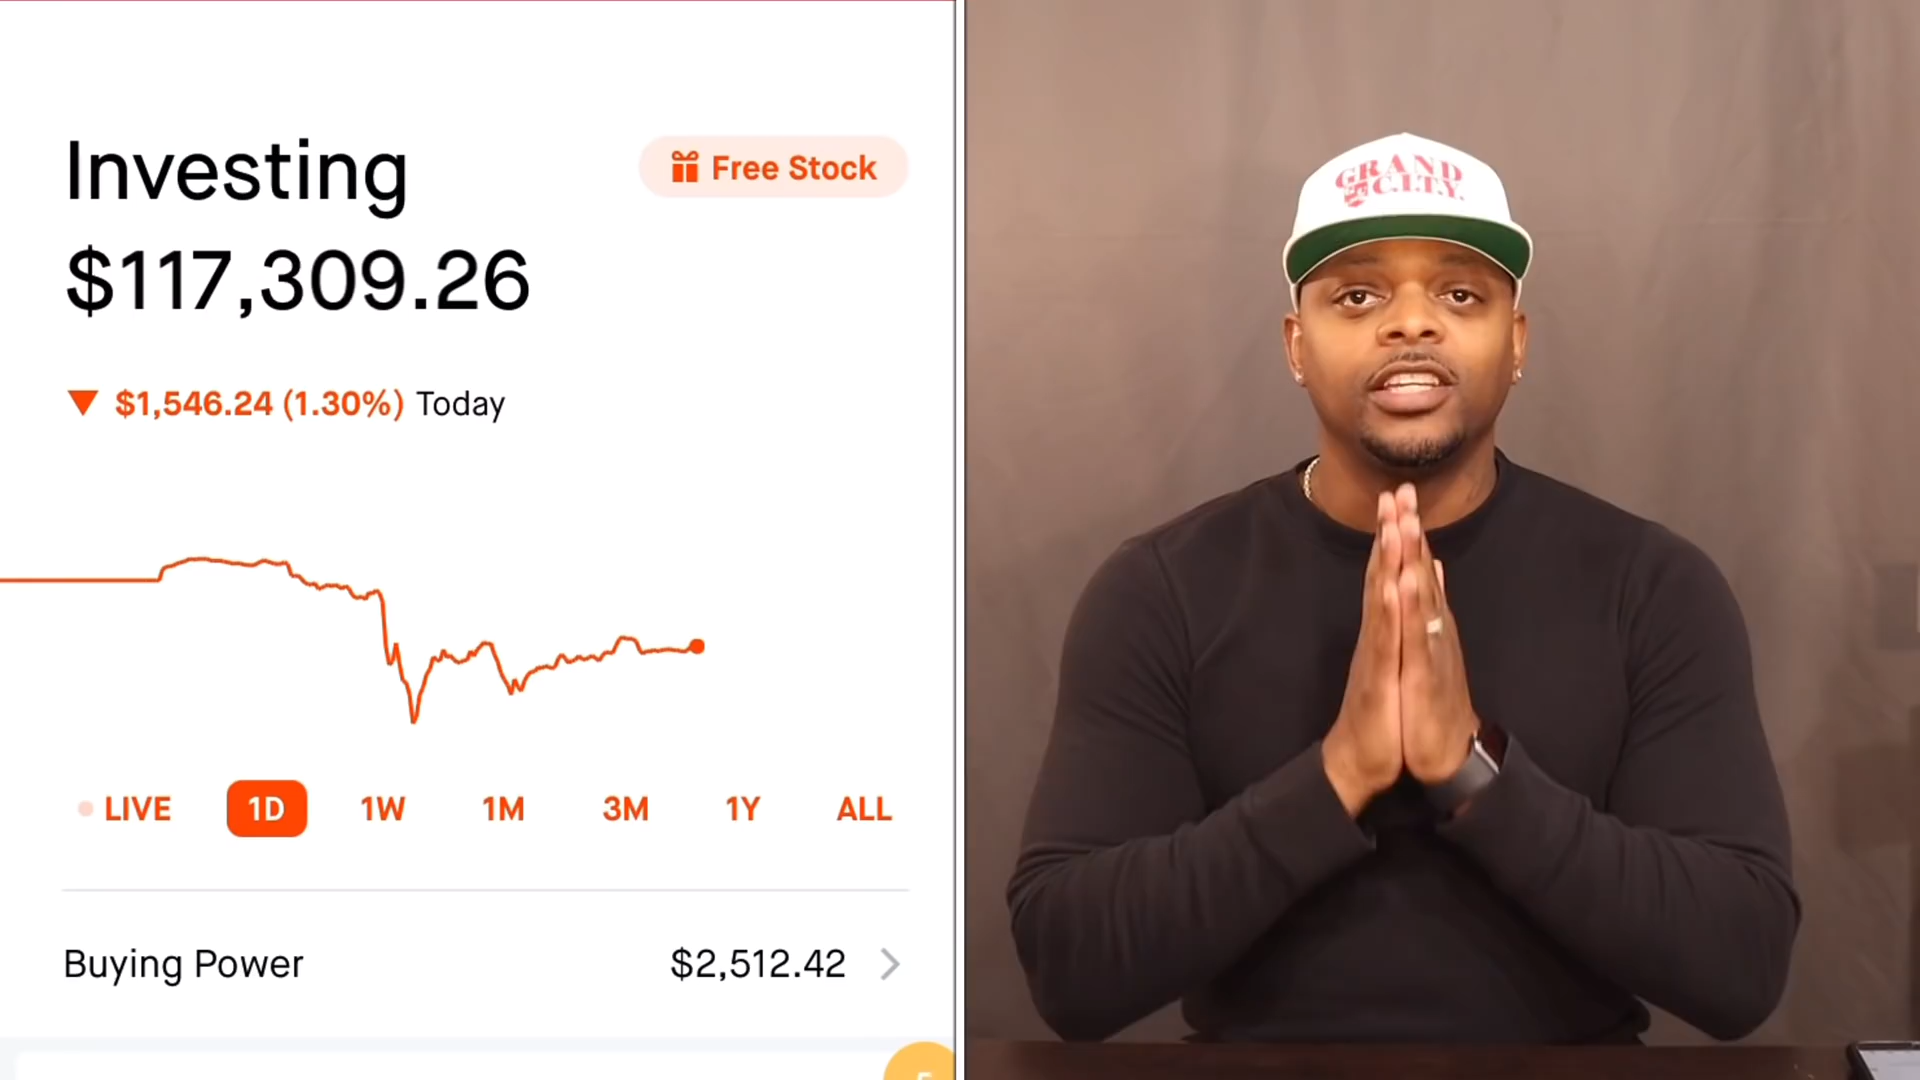 Investing
Free Stock
$117,309.26
▼ $1,546.24 (1.30%) Today
LIVE 1D 1W 1M 3M 1Y ALL
Buying Power $2,512.42
GRAND
C.I.T.Y.